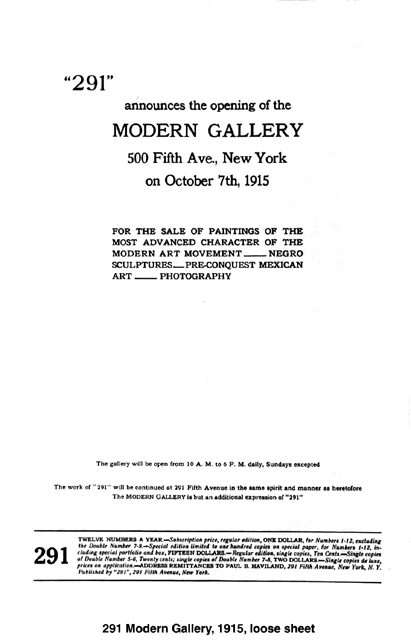 "291"
announces the opening of the
MODERN GALLERY
500 Fifth Ave., New York
on October 7th, 1915
FOR THE SALE OF PAINTINGS OF THE
MOST ADVANCED CHARACTER OF THE
MODERN ART MOVEMENT ___ NEGRO
SCULPTURES — PRE-CONQUEST MEXICAN
ART ___ PHOTOGRAPHY
The gallery will be open from 10 A. M. to 6 P. M. daily, Sundays excepted
The work of "291" will be continued at 291 Fifth Avenue in the same spirit and manner as heretofore
The MODERN GALLERY is but an additional expression of "291"
291
TWELVE NUMBERS A YEAR.—Subscription price, regular edition, ONE DOLLAR, for Numbers 1-12, excluding
the Double Number 7-8.—Special edition limited to one hundred copies on special paper, for Numbers 1-12, in-
cluding special portfolio and box, FIFTEEN DOLLARS.—Regular edition, single copies, Ten Cents.—Single copies
of Double Number 5-6, Twenty cents; single copies of Double Number 7-8, TWO DOLLARS.—Single copies de luxe,
prices on application.—ADDRESS REMITTANCES TO PAUL B. HAVILAND, 291 Fifth Avenue, New York, N. Y.
Published by "291", 291 Fifth Avenue, New York.
291 Modern Gallery, 1915, loose sheet